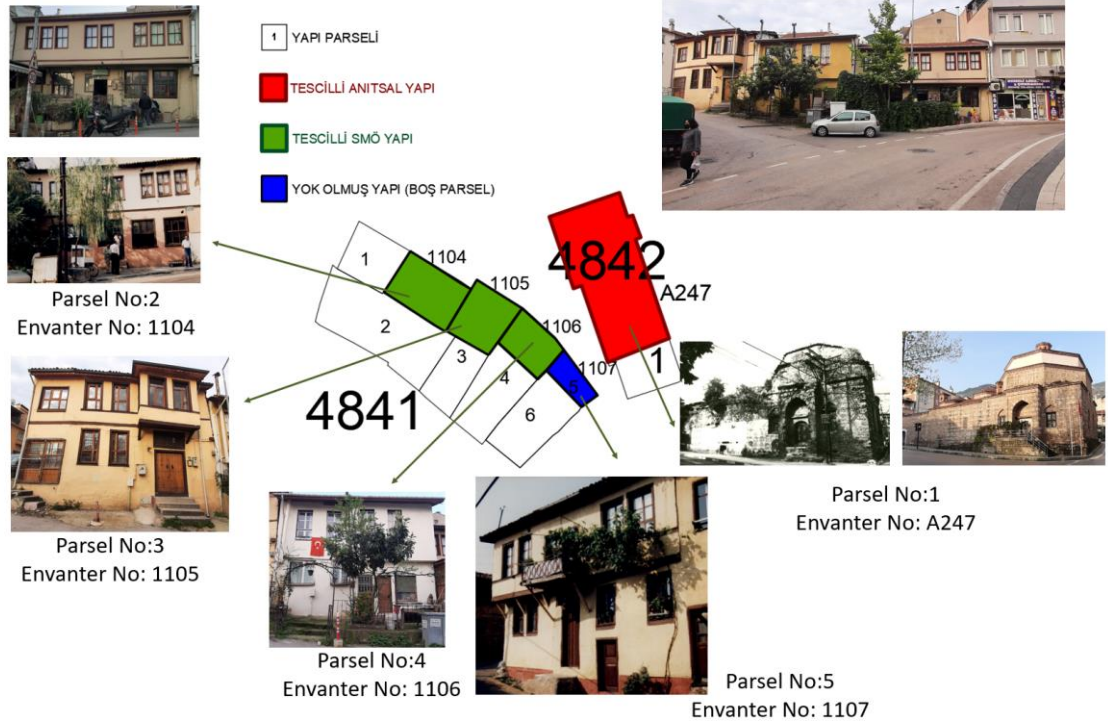 1 YAPI PARSELİ
TESCİLLİ ANITSAL YAPI
TESCİLLİ SMÖ YAPI
YOK OLMUŞ YAPI (BOŞ PARSEL)
1
1104
2
1105
3
1106
4
1107
5
6
4841
4842
A247
1
Parsel No:2
Envanter No: 1104
Parsel No:3
Envanter No: 1105
Parsel No:4
Envanter No: 1106
Parsel No:5
Envanter No: 1107
Parsel No:1
Envanter No: A247